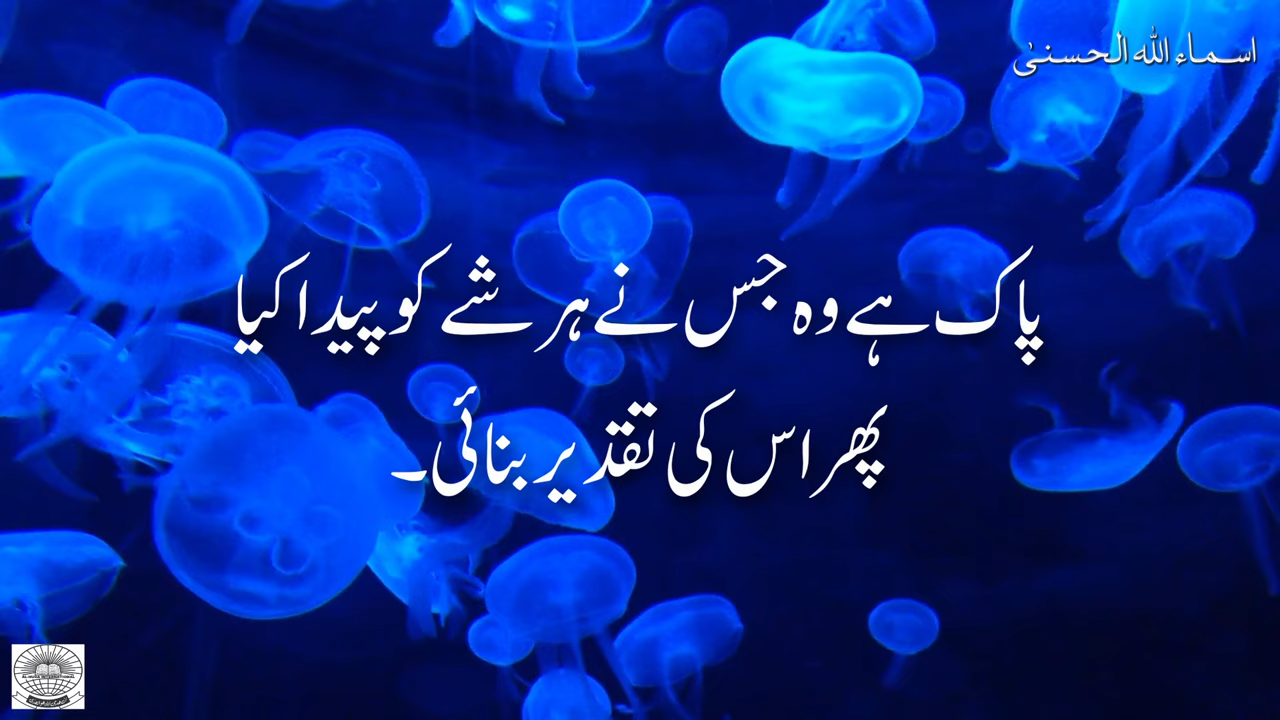 اسماء اللہ الحسنیٰ
پاک ہے وہ جس نے ہر شے کو پیدا کیا
پھر اس کی تقدیر بنائی۔